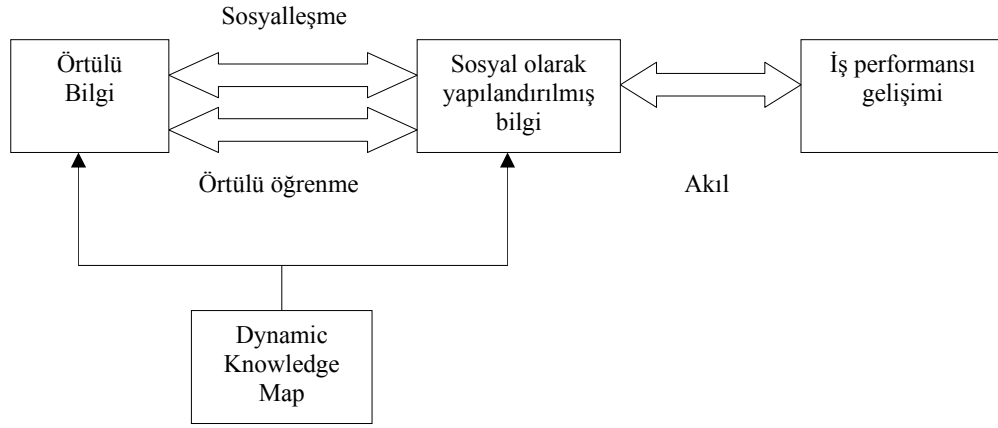 Sosyalleşme
Örtülü
Bilgi
Sosyal olarak
yapılandırılmış
bilgi
İş performansı
gelişimi
Örtülü öğrenme
Akıl
Dynamic
Knowledge
Map